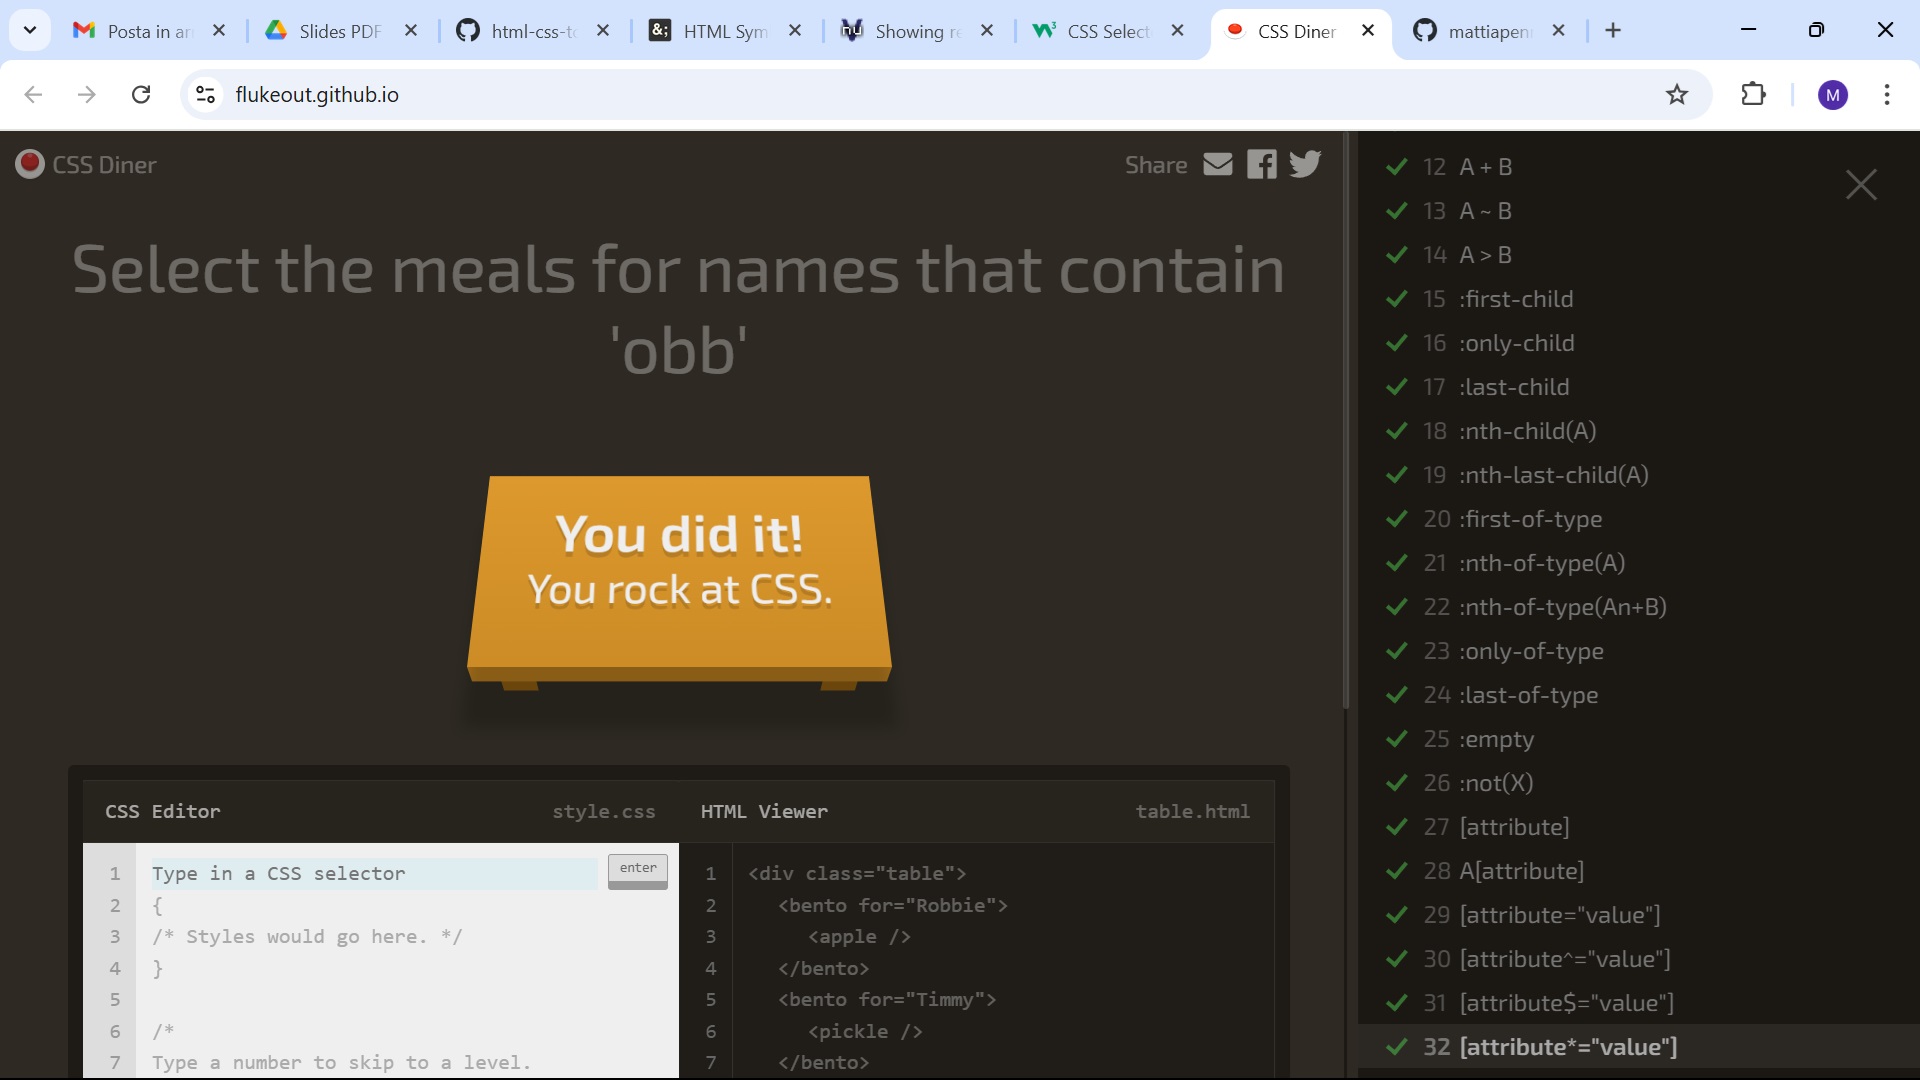 Posta in ar
Slides PDF
html-css-to
HTML Sym
Showing re
CSS Select
CSS Diner
mattiapen
flukeout.github.io
M
CSS Diner
Share
Select the meals for names that contain
'obb'
You did it!
You rock at CSS.
CSS Editor
style.css
HTML Viewer
table.html
1 Type in a CSS selector
enter
2 {
3 /* Styles would go here. */
4 }
5
6 /*
7 Type a number to skip to a level.
1 <div class="table">
2 <bento for="Robbie">
3 <apple />
4 </bento>
5 <bento for="Timmy">
6 <pickle />
7 </bento>
12 A + B
13 A ~ B
14 A > B
15 :first-child
16 :only-child
17 :last-child
18 :nth-child(A)
19 :nth-last-child(A)
20 :first-of-type
21 :nth-of-type(A)
22 :nth-of-type(An+B)
23 :only-of-type
24 :last-of-type
25 :empty
26 :not(X)
27 [attribute]
28 A[attribute]
29 [attribute="value"]
30 [attribute^="value"]
31 [attribute$="value"]
32 [attribute*="value"]